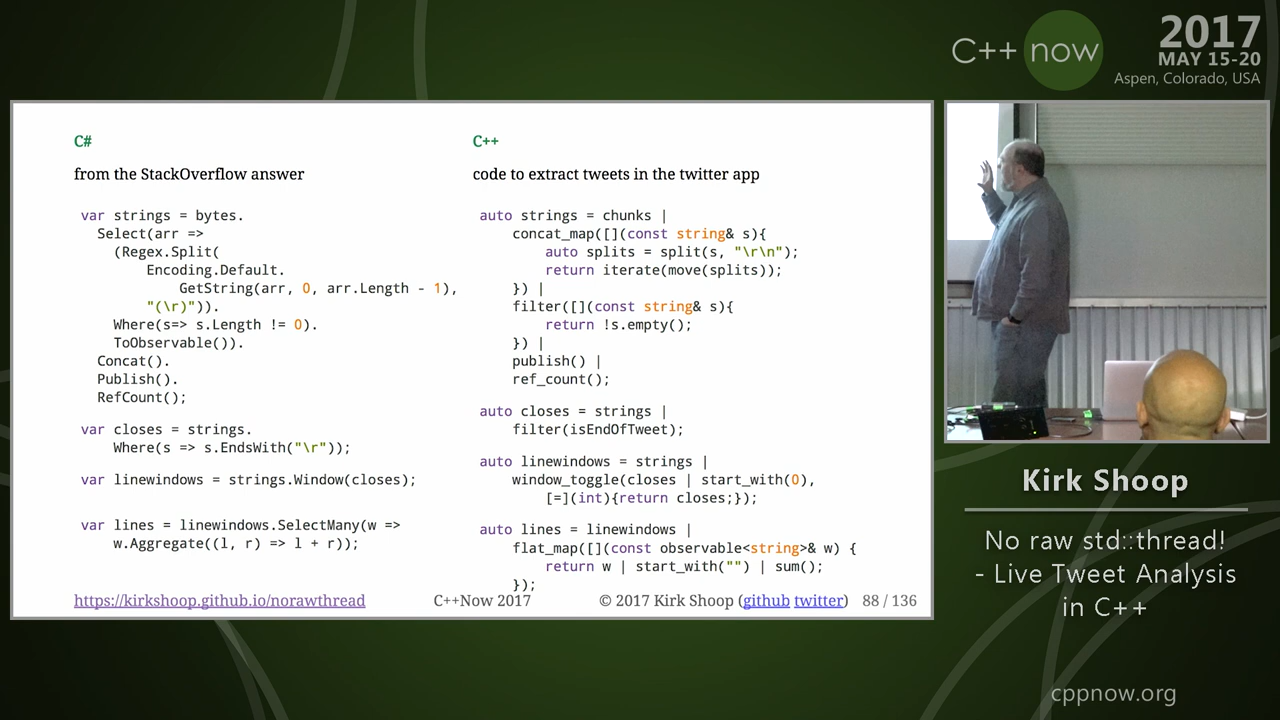 C++ now
2017
MAY 15-20
Aspen, Colorado, USA
C#
from the StackOverflow answer
var strings = bytes.
Select(arr =>
(Regex.Split(
Encoding.Default.
GetString(arr, 0, arr.Length - 1),
"(\r)")).
Where(s=> s.Length != 0).
ToObservable()).
Concat().
Publish().
RefCount();
var closes = strings.
Where(s => s.EndsWith("\r"));
var linewindows = strings.Window(closes);
var lines = linewindows.SelectMany(w =>
w.Aggregate((l, r) => l + r));
C++
code to extract tweets in the twitter app
auto strings = chunks |
concat_map([](const string& s){
auto splits = split(s, "\r\n");
return iterate(move(splits));
}) |
filter([](const string& s){
return !s.empty();
}) |
publish() |
ref_count();
auto closes = strings |
filter(isEndOfTweet);
auto linewindows = strings |
window_toggle(closes | start_with(0),
[=](int){return closes;});
auto lines = linewindows |
flat_map([](const observable<string>& w) {
return w | start_with("") | sum();
});
https://kirkshoop.github.io/norawthread
C++Now 2017
© 2017 Kirk Shoop (github twitter)
88 / 136
Kirk Shoop
No raw std::thread!
- Live Tweet Analysis
in C++
cppnow.org